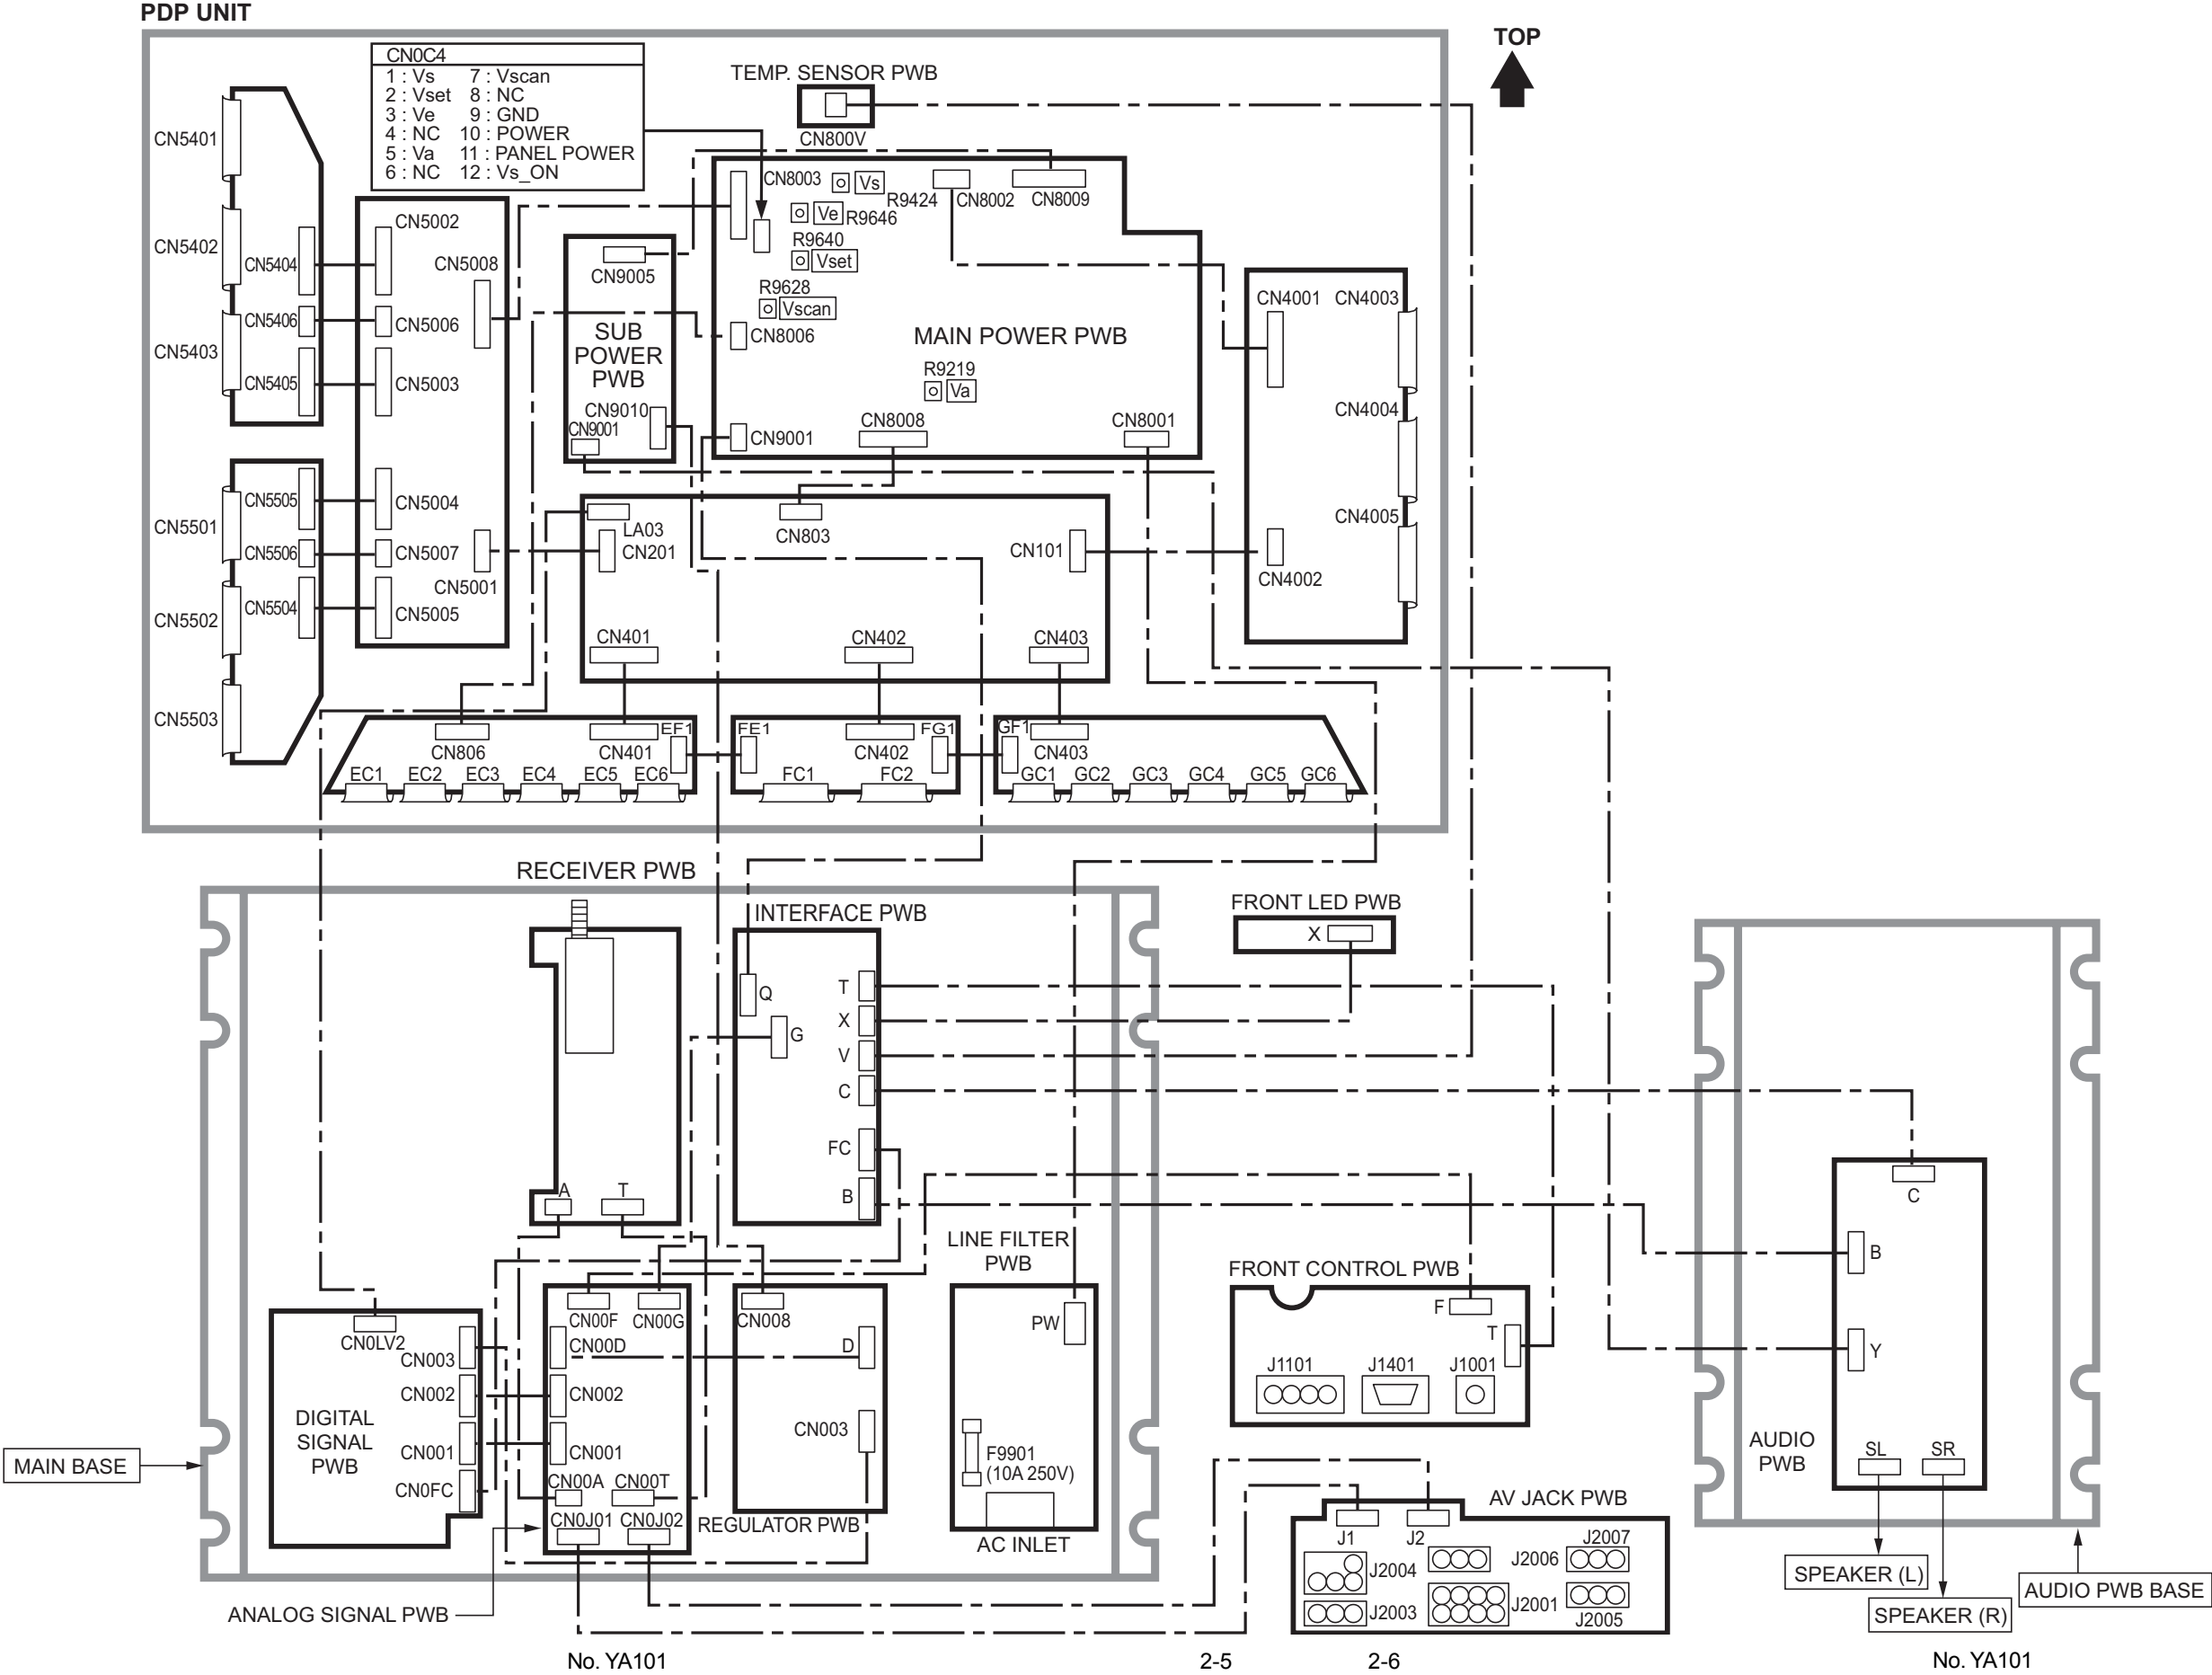 PDP UNIT
TOP
CN0C4
1 : Vs 7 : Vscan
2 : Vset 8 : NC
3 : Ve 9 : GND
4 : NC 10 : POWER
5 : Va 11 : PANEL POWER
6 : NC 12 : Vs_ON
TEMP. SENSOR PWB
CN800V
CN5401
CN5402
CN5403
CN5404
CN5406
CN5405
CN5002
CN5008
CN5006
CN5003
CN5004
CN5007
CN5001
CN5005
CN5501
CN5502
CN5503
CN5505
CN5506
CN5504
CN9005
SUB
POWER
PWB
CN9010
CN9001
CN8003
Vs
R9424
CN8002
CN8009
Ve
R9646
R9640
Vset
R9628
Vscan
CN8006
MAIN POWER PWB
R9219
Va
CN9001
CN8008
CN8001
CN4001
CN4003
CN4004
CN4005
CN4002
LA03
CN201
CN803
CN101
CN401
CN402
CN403
CN806
CN401
EF1
FE1
CN402
FG1
GF1
CN403
EC1
EC2
EC3
EC4
EC5
EC6
FC1
FC2
GC1
GC2
GC3
GC4
GC5
GC6
RECEIVER PWB
INTERFACE PWB
FRONT LED PWB
X
Q
G
T
X
V
C
FC
B
A
T
LINE FILTER
PWB
PW
F9901
(10A 250V)
AC INLET
CN0LV2
CN003
CN002
CN001
CN0FC
DIGITAL
SIGNAL
PWB
CN00F
CN00G
CN00D
CN002
CN001
CN00A
CN00T
CN0J01
CN0J02
CN008
D
CN003
REGULATOR PWB
MAIN BASE
ANALOG SIGNAL PWB
FRONT CONTROL PWB
F
T
J1101
J1401
J1001
AV JACK PWB
J1
J2
J2004
J2003
J2006
J2001
J2007
J2005
C
B
Y
AUDIO
PWB
SL
SR
SPEAKER (L)
SPEAKER (R)
AUDIO PWB BASE
No. YA101
2-5
2-6
No. YA101